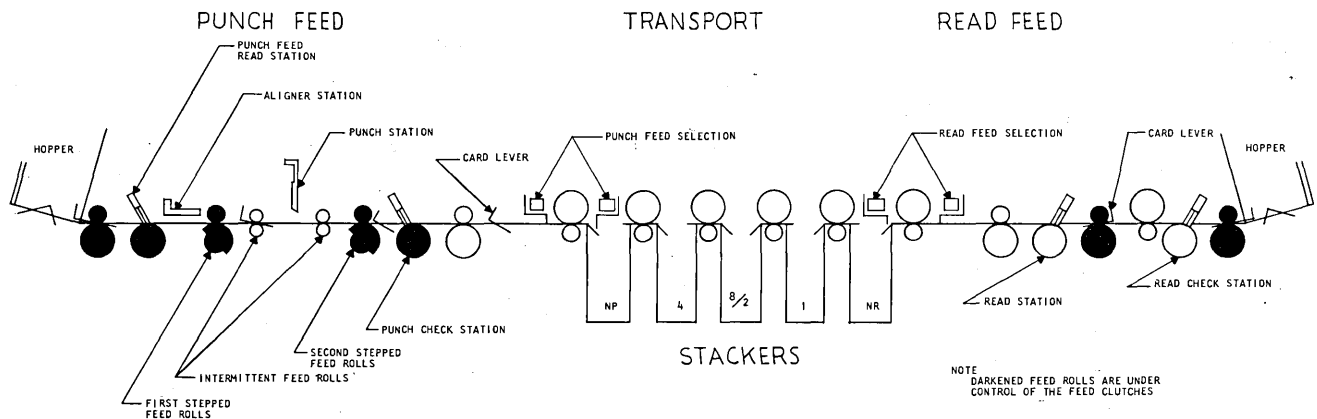 PUNCH FEED
TRANSPORT
READ FEED
PUNCH FEED
READ STATION
ALIGNER STATION
HOPPER
PUNCH STATION
CARD LEVER
PUNCH FEED SELECTION
READ FEED SELECTION
CARD LEVER
HOPPER
NP
4
8/2
1
NR
READ STATION
READ CHECK STATION
PUNCH CHECK STATION
SECOND STEPPED
FEED ROLLS
INTERMITTENT FEED ROLLS
FIRST STEPPED
FEED ROLLS
STACKERS
NOTE
DARKENED FEED ROLLS ARE UNDER
CONTROL OF THE FEED CLUTCHES